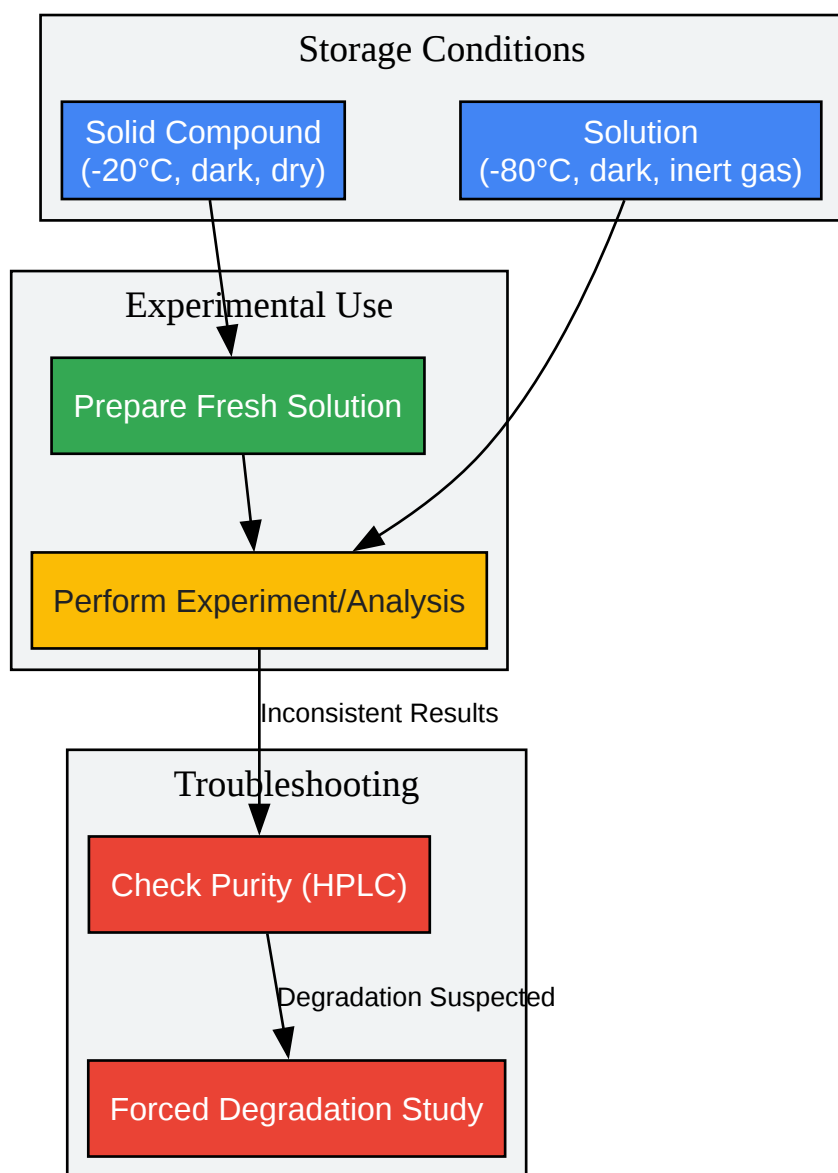 Storage Conditions
Solid Compound
(-20°C, dark, dry)
Solution
(-80°C, dark, inert gas)
Experimental Use
Prepare Fresh Solution
Perform Experiment/Analysis
Inconsistent Results
Troubleshooting
Check Purity (HPLC)
Degradation Suspected
Forced Degradation Study